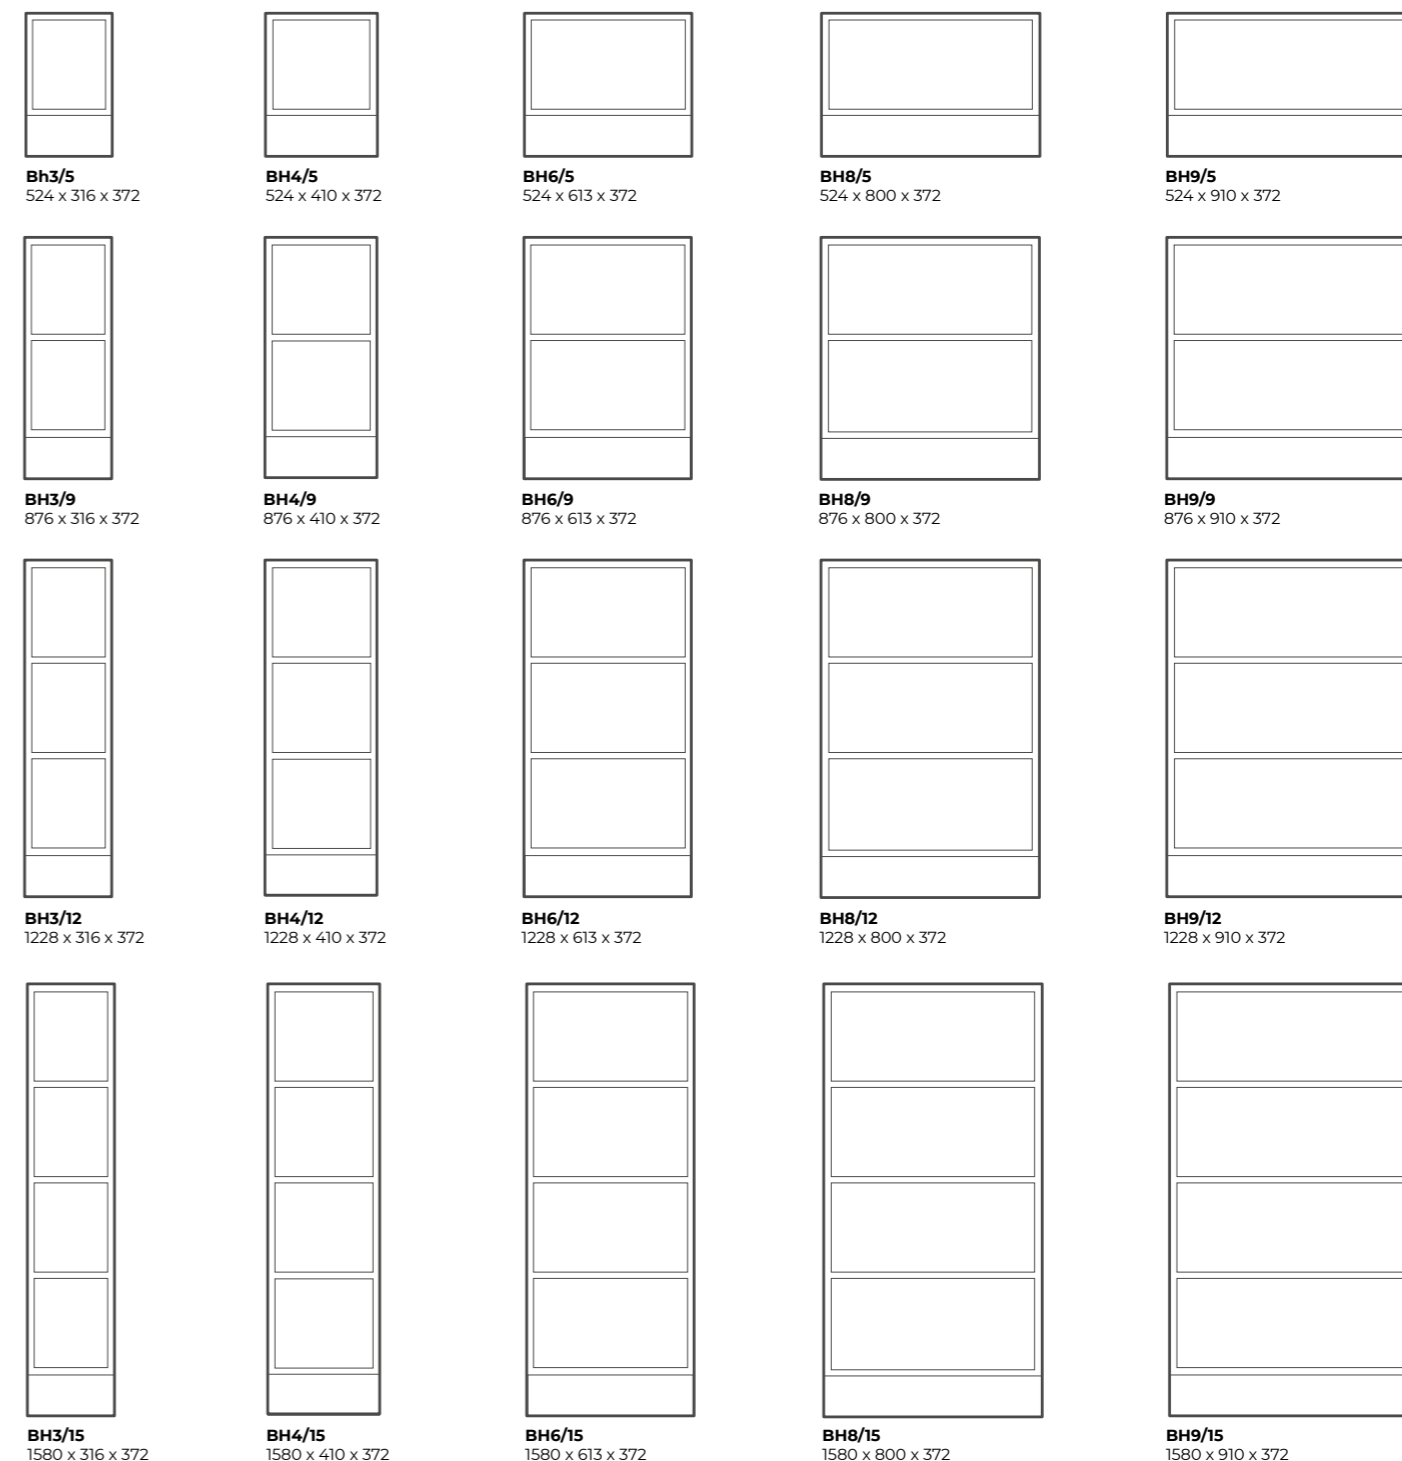 Bh3/5
524 x 316 x 372
BH4/5
524 x 410 x 372
BH6/5
524 x 613 x 372
BH8/5
524 x 800 x 372
BH9/5
524 x 910 x 372
BH3/9
876 x 316 x 372
BH4/9
876 x 410 x 372
BH6/9
876 x 613 x 372
BH8/9
876 x 800 x 372
BH9/9
876 x 910 x 372
BH3/12
1228 x 316 x 372
BH4/12
1228 x 410 x 372
BH6/12
1228 x 613 x 372
BH8/12
1228 x 800 x 372
BH9/12
1228 x 910 x 372
BH3/15
1580 x 316 x 372
BH4/15
1580 x 410 x 372
BH6/15
1580 x 613 x 372
BH8/15
1580 x 800 x 372
BH9/15
1580 x 910 x 372